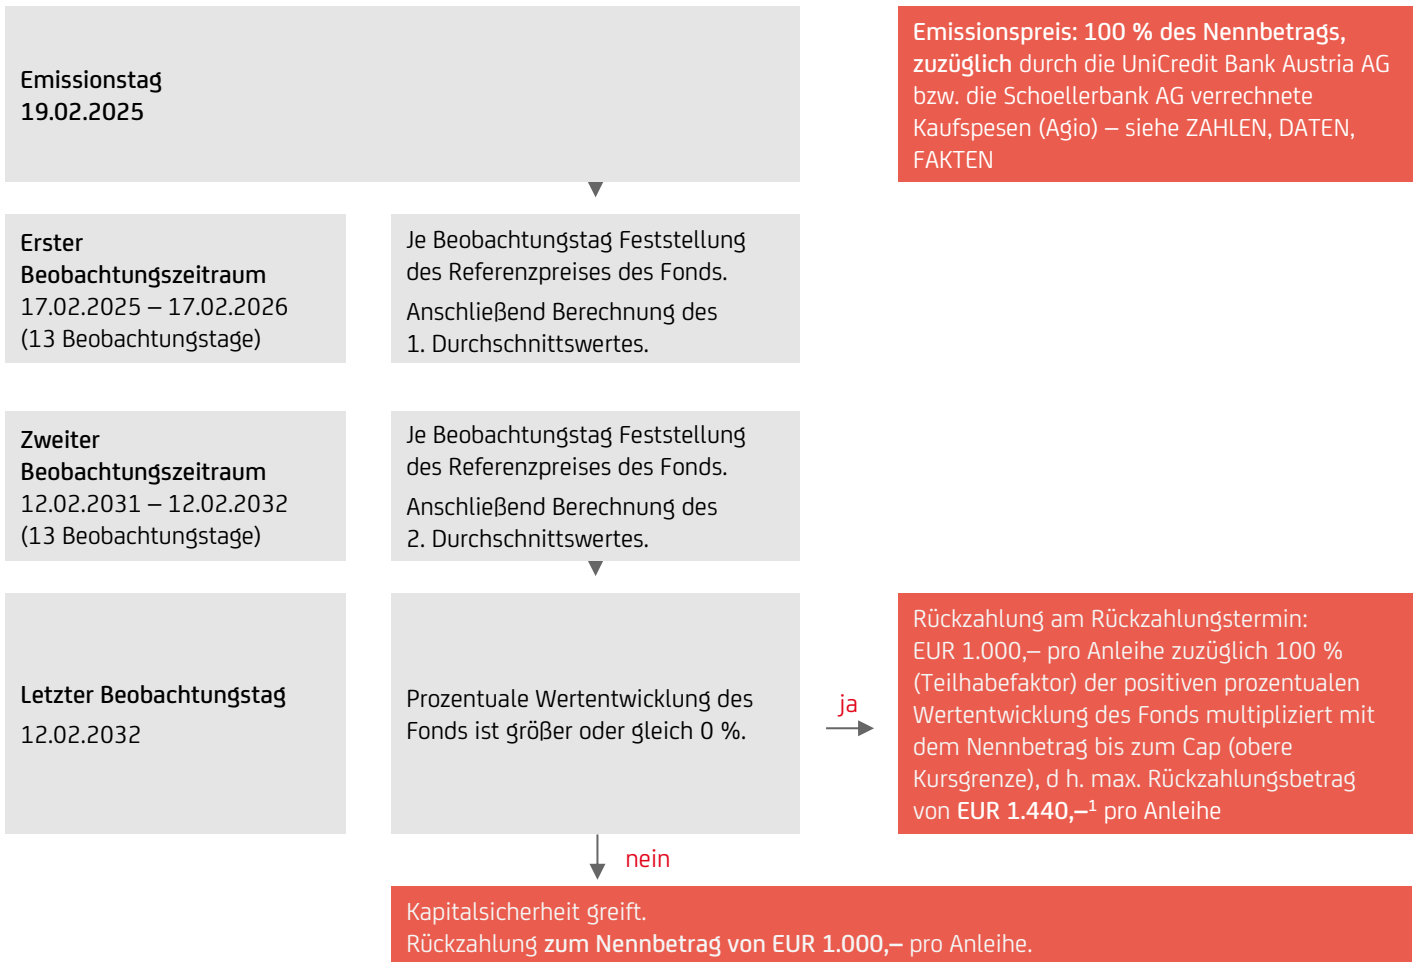 Emissionstag
19.02.2025
Emissionspreis: 100 % des Nennbetrags,
zuzüglich durch die UniCredit Bank Austria AG
bzw. die Schoellerbank AG verrechnete
Kaufspesen (Agio) – siehe ZAHLEN, DATEN,
FAKTEN
Erster
Beobachtungszeitraum
17.02.2025 – 17.02.2026
(13 Beobachtungstage)
Je Beobachtungstag Feststellung
des Referenzpreises des Fonds.
Anschließend Berechnung des
1. Durchschnittswertes.
Zweiter
Beobachtungszeitraum
12.02.2031 – 12.02.2032
(13 Beobachtungstage)
Je Beobachtungstag Feststellung
des Referenzpreises des Fonds.
Anschließend Berechnung des
2. Durchschnittswertes.
Letzter Beobachtungstag
12.02.2032
Prozentuale Wertentwicklung des
Fonds ist größer oder gleich 0 %.
ja
Rückzahlung am Rückzahlungstermin:
EUR 1.000,– pro Anleihe zuzüglich 100 %
(Teilhabefaktor) der positiven prozentualen
Wertentwicklung des Fonds multipliziert mit
dem Nennbetrag bis zum Cap (obere
Kursgrenze), d h. max. Rückzahlungsbetrag
von EUR 1.440,–¹ pro Anleihe
nein
Kapitalsicherheit greift.
Rückzahlung zum Nennbetrag von EUR 1.000,– pro Anleihe.